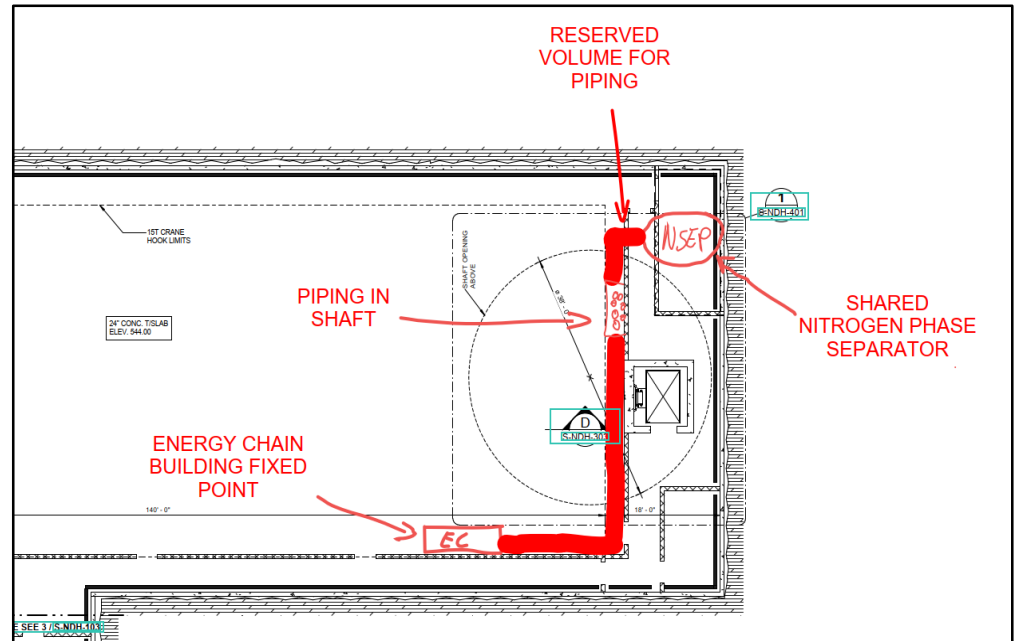 RESERVED
VOLUME FOR
PIPING
1
S-NDH-401
15T CRANE
HOOK LIMITS
SHAFT OPENING
ABOVE
NSEP
PIPING IN
SHAFT
24" CONC. T/SLAB
ELEV. 544.00
SHARED
NITROGEN PHASE
SEPARATOR
D
ENERGY CHAIN
BUILDING FIXED
POINT
140' - 0"
18' - 0"
EC
SEE 3 / S-NDH-103